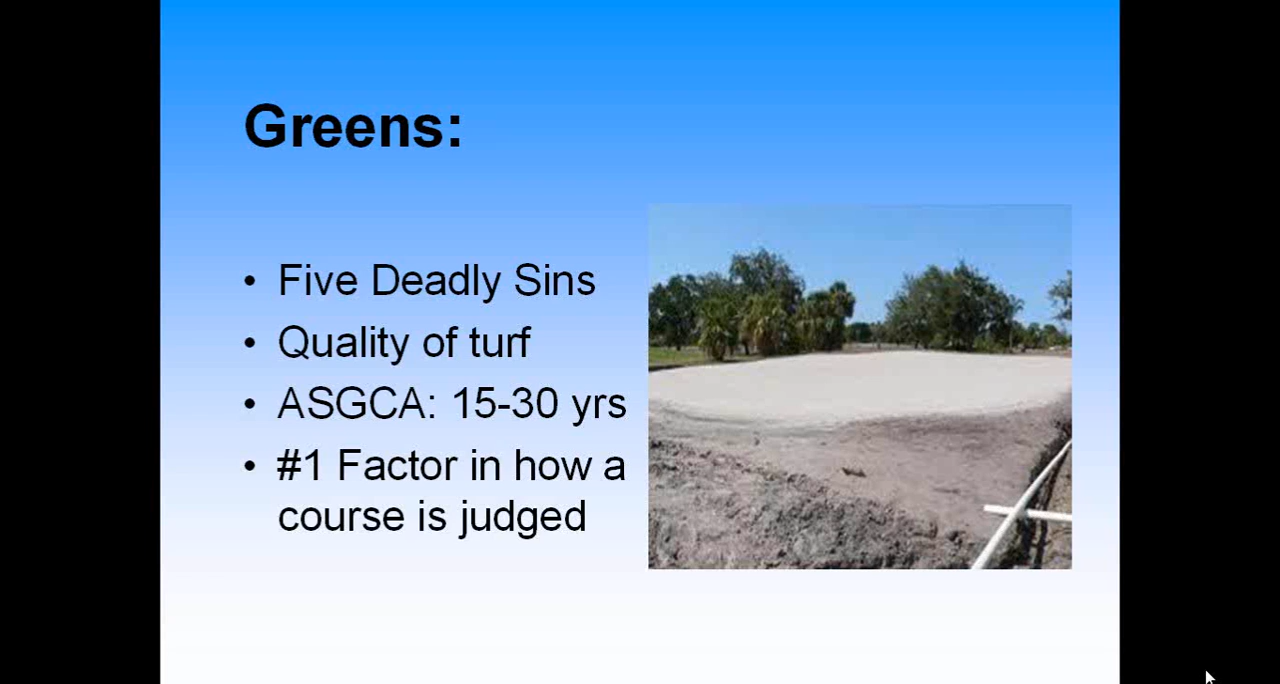 Greens:
• Five Deadly Sins
• Quality of turf
• ASGCA: 15-30 yrs
• #1 Factor in how a
course is judged